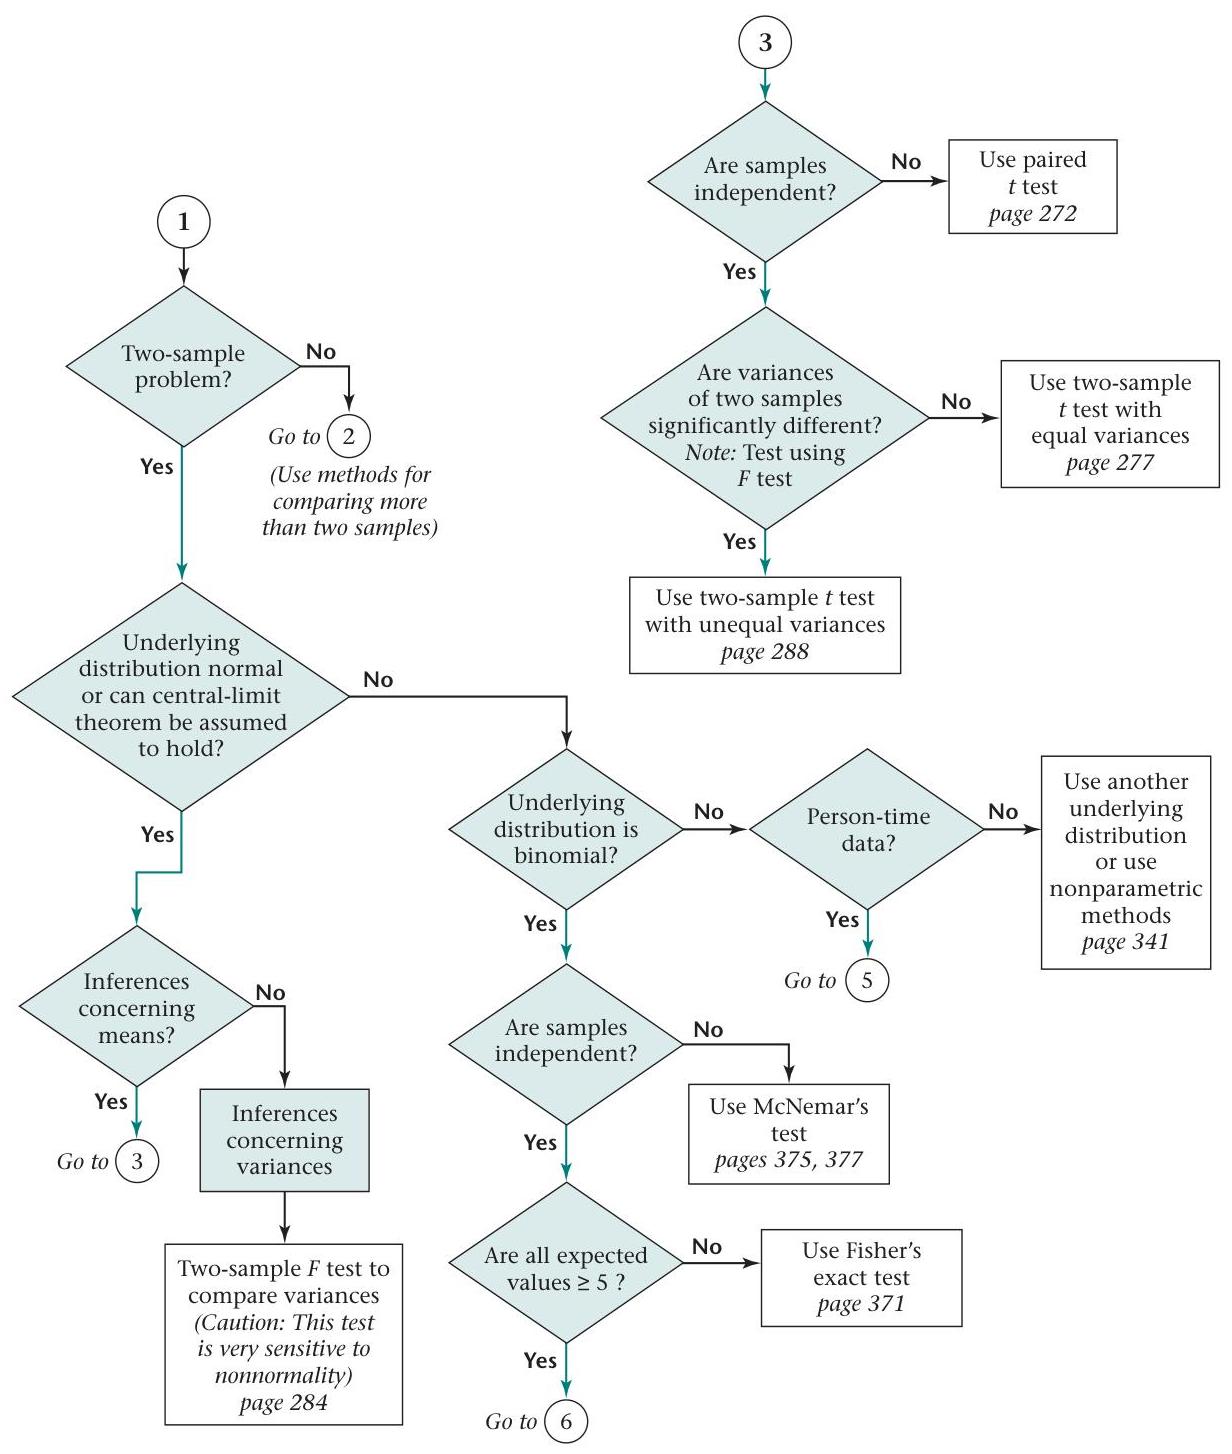 1
Two-sample
problem?
No
Go to 2
(Use methods for
comparing more
than two samples)
Yes
Underlying
distribution normal
or can central-limit
theorem be assumed
to hold?
No
Yes
Inferences
concerning
means?
No
Yes
Go to 3
Inferences
concerning
variances
Two-sample F test to
compare variances
(Caution: This test
is very sensitive to
nonnormality)
page 284
Underlying
distribution is
binomial?
No
Person-time
data?
No
Use another
underlying
distribution
or use
nonparametric
methods
page 341
Yes
Go to 5
Yes
Are samples
independent?
No
Use McNemar’s
test
pages 375, 377
Yes
Are all expected
values ≥ 5 ?
No
Use Fisher’s
exact test
page 371
Yes
Go to 6
3
Are samples
independent?
No
Use paired
t test
page 272
Yes
Are variances
of two samples
significantly different?
Note: Test using
F test
No
Use two-sample
t test with
equal variances
page 277
Yes
Use two-sample t test
with unequal variances
page 288